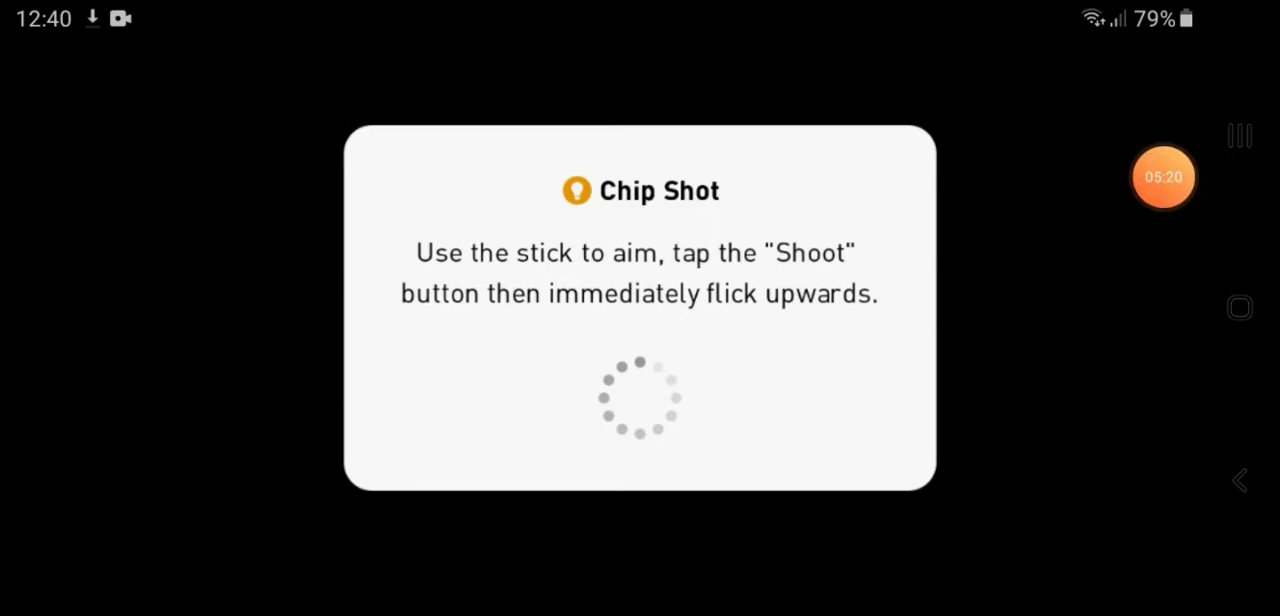 12:40
79%
05:20
Chip Shot
Use the stick to aim, tap the "Shoot"
button then immediately flick upwards.